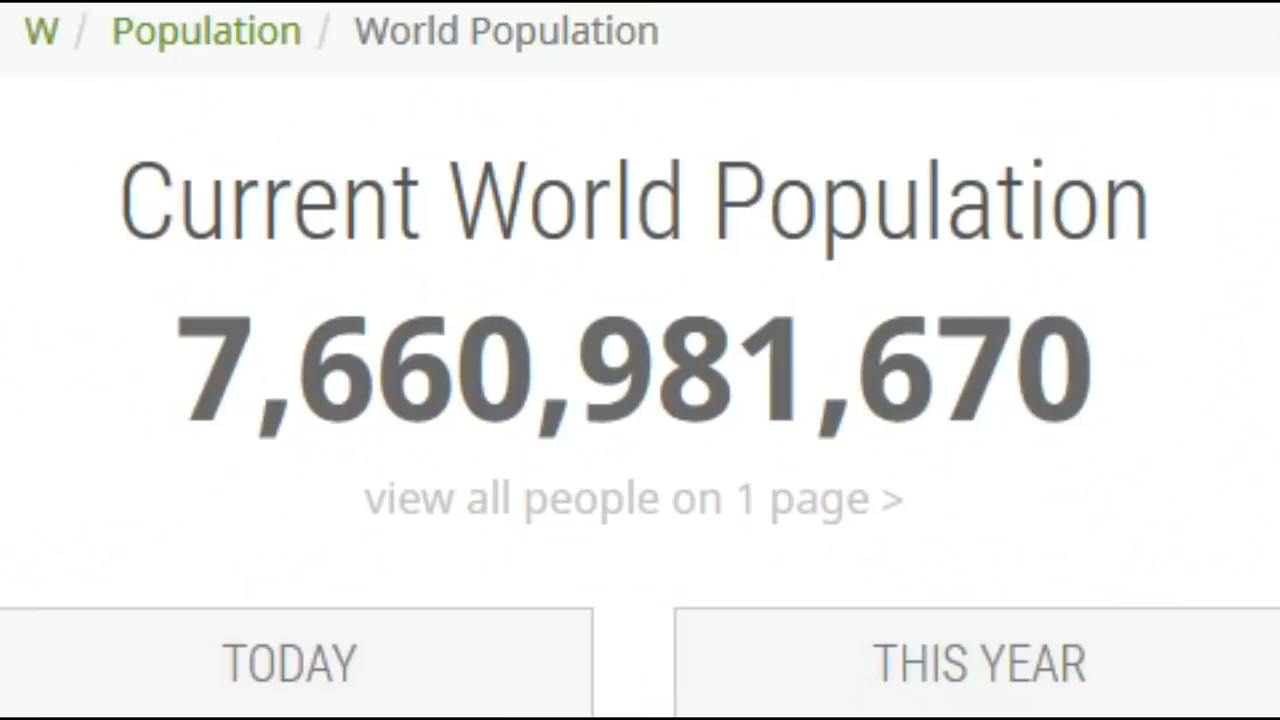 W / Population / World Population
Current World Population
7,660,981,670
view all people on 1 page >
TODAY
THIS YEAR